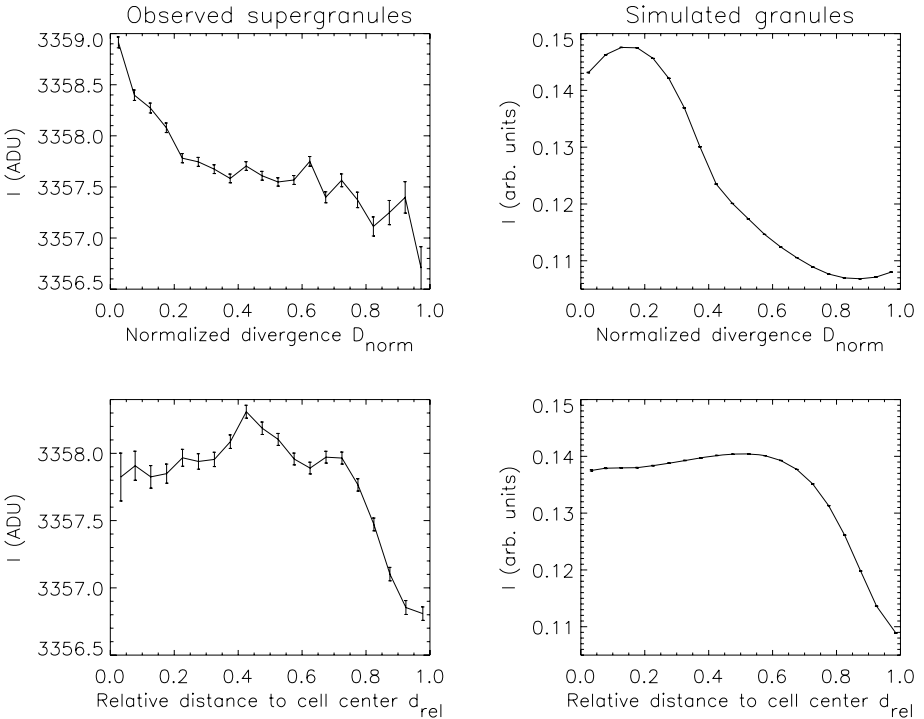 Observed supergranules
Simulated granules
3359.0
3358.5
3358.0
3357.5
3357.0
3356.5
I (ADU)
0.0 0.2 0.4 0.6 0.8 1.0
Normalized divergence D_norm
0.15
0.14
0.13
0.12
0.11
I (arb. units)
0.0 0.2 0.4 0.6 0.8 1.0
Normalized divergence D_norm
3358.0
3357.5
3357.0
3356.5
I (ADU)
0.0 0.2 0.4 0.6 0.8 1.0
Relative distance to cell center d_rel
0.15
0.14
0.13
0.12
0.11
I (arb. units)
0.0 0.2 0.4 0.6 0.8 1.0
Relative distance to cell center d_rel